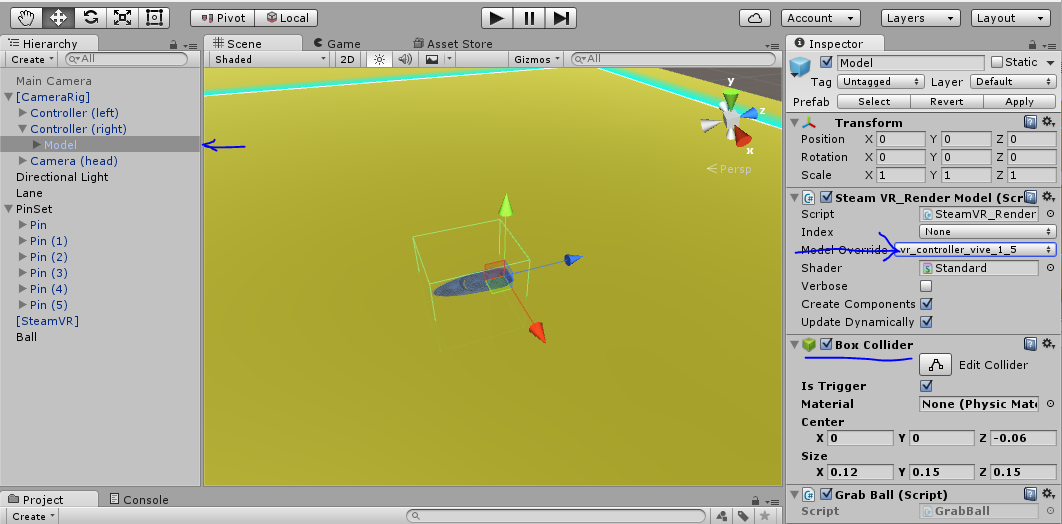 Pivot Local Account Layers Layout
Hierarchy Scene Game Asset Store Inspector
Create All Shaded 2D Gizmos All Model Static
Main Camera
[CameraRig]
Controller (left)
Controller (right)
Model
Camera (head)
Directional Light
Lane
PinSet
Pin
Pin (1)
Pin (2)
Pin (3)
Pin (4)
Pin (5)
[SteamVR]
Ball
y
z
x
Persp
Tag Untagged Layer Default
Prefab Select Revert Apply
Transform
Position X 0 Y 0 Z 0
Rotation X 0 Y 0 Z 0
Scale X 1 Y 1 Z 1
Steam VR_Render Model (Scr
Script SteamVR_Render
Index None
Model Override vr_controller_vive_1_5
Shader Standard
Verbose
Create Components
Update Dynamically
Box Collider
Edit Collider
Is Trigger
Material None (Physic Mate
Center
X 0 Y 0 Z -0.06
Size
X 0.12 Y 0.15 Z 0.15
Grab Ball (Script)
Script GrabBall
Project Console
Create